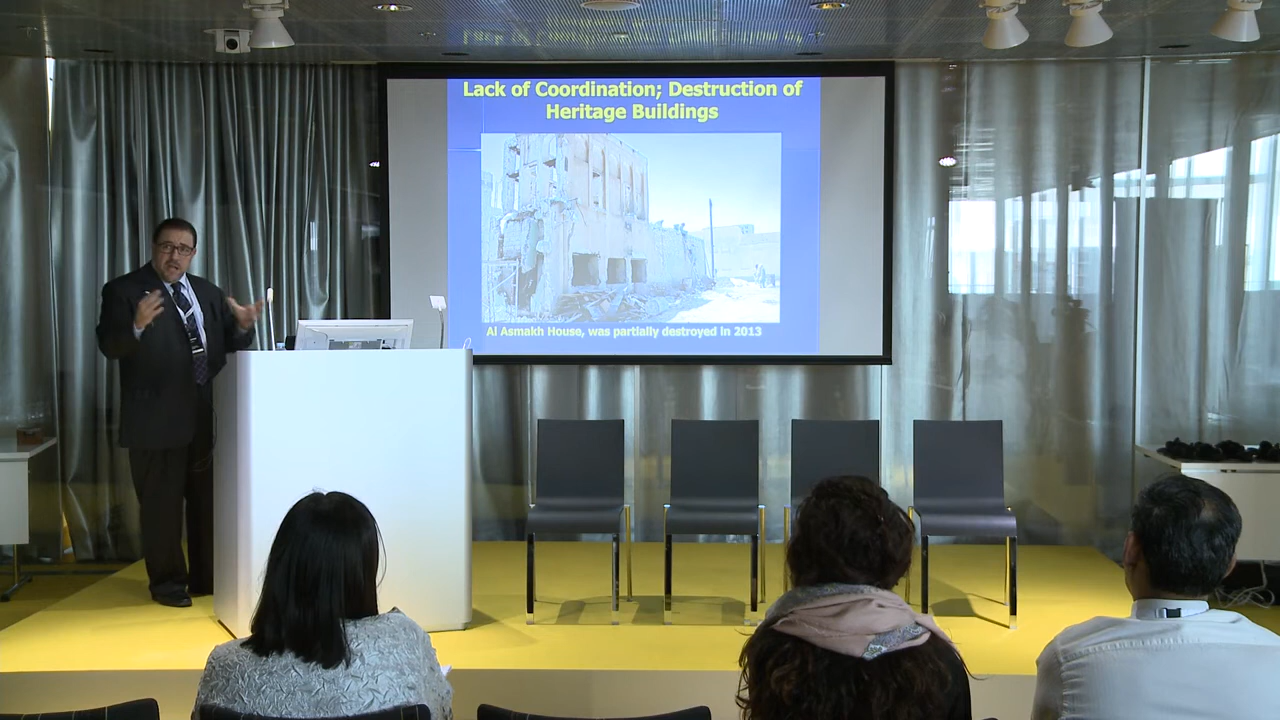 Lack of Coordination; Destruction of
Heritage Buildings
Al Asmakh House, was partially destroyed in 2013